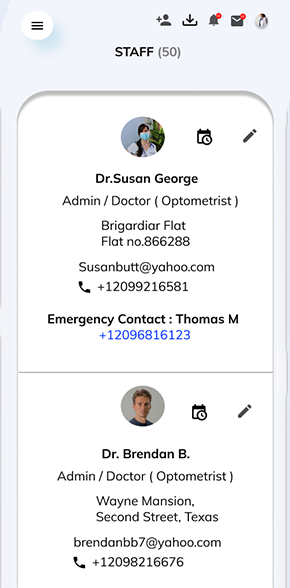 STAFF (50)
Dr.Susan George
Admin / Doctor ( Optometrist )
Brigardiar Flat
Flat no.866288
Susanbutt@yahoo.com
+12099216581
Emergency Contact : Thomas M
+12096816123
Dr. Brendan B.
Admin / Doctor ( Optometrist )
Wayne Mansion,
Second Street, Texas
brendanbb7@yahoo.com
+12098216676